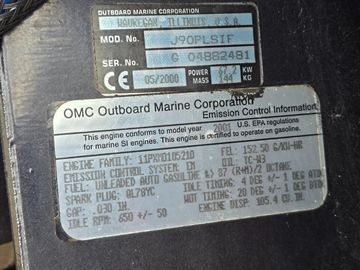 OUTBOARD MARINE CORPORATION
WAUKEGAN, ILLINOIS, U.S.A.
MOD. No. J90PLSIF
SER. No. G 04882481
CE 05/2000 POWER MASS 67.2 144 KW KG
OMC Outboard Marine Corporation
Emission Control Information
This engine conforms to model year 2001 U.S. EPA regulations
for marine SI engines. This engine is certified to operate on gasoline.
ENGINE FAMILY: 1IPXM0105210 FEL: 152.50 G/KW-HR
EMISSION CONTROL SYSTEM: EM OIL: TC-W3
FUEL: UNLEADED AUTO GASOLINE 87 (R+M)/2 OCTANE
SPARK PLUG: QL78YC IDLE TIMING: 4 DEG +/- 1 DEG ATDC
GAP: .030 IN. WOT TIMING: 20 DEG +/- 1 DEG BTDC
IDLE RPM: 650 +/- 50 ENGINE DISP: 105.4 CU.IN.